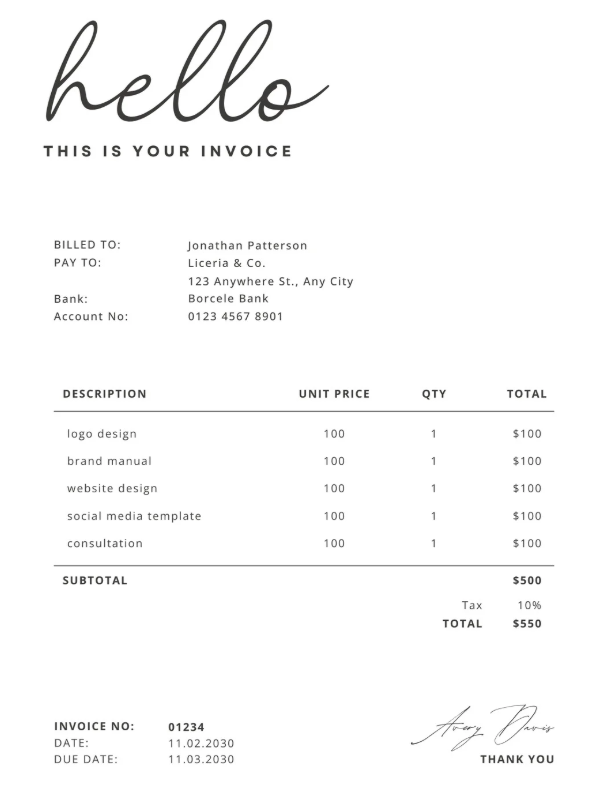 hello
THIS IS YOUR INVOICE
BILLED TO: Jonathan Patterson
PAY TO: Liceria & Co.
123 Anywhere St., Any City
Bank: Borcele Bank
Account No: 0123 4567 8901
DESCRIPTION UNIT PRICE QTY TOTAL
logo design 100 1 $100
brand manual 100 1 $100
website design 100 1 $100
social media template 100 1 $100
consultation 100 1 $100
SUBTOTAL $500
Tax 10%
TOTAL $550
Avery Davis
INVOICE NO: 01234
DATE: 11.02.2030
DUE DATE: 11.03.2030 THANK YOU